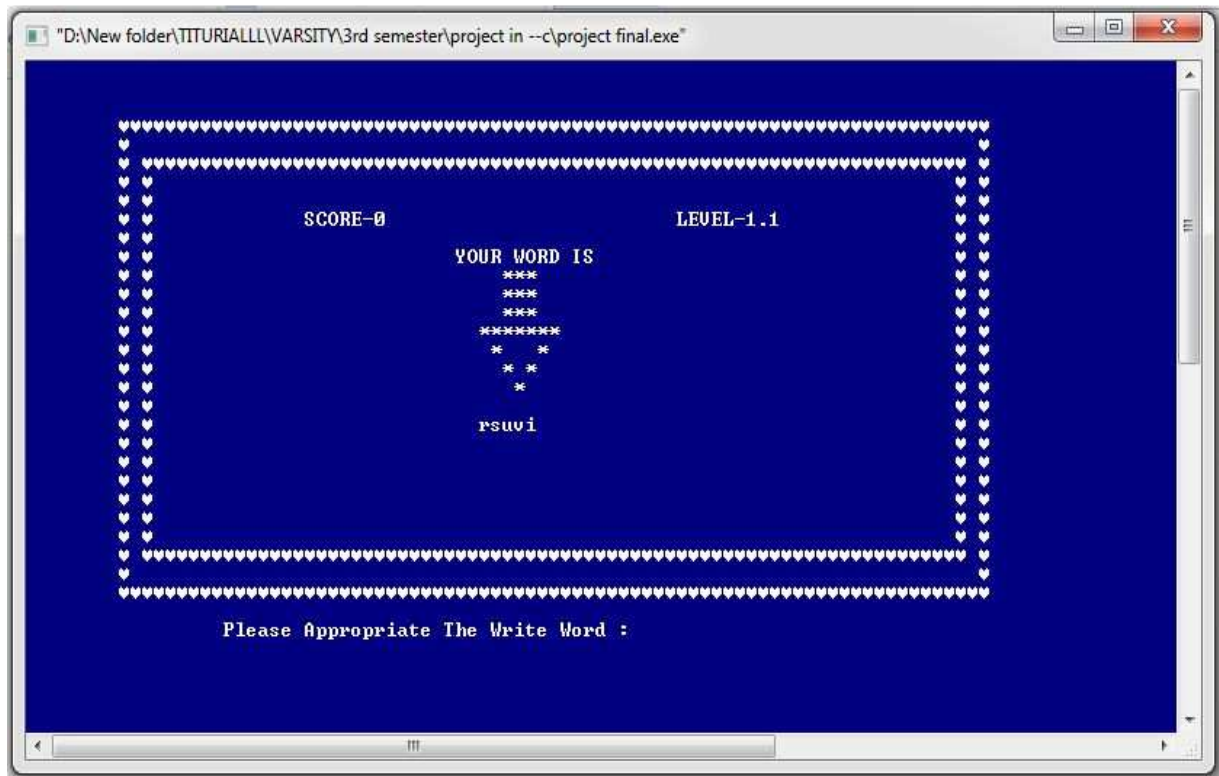 "D:\New folder\TITURIALLL\VARSITY\3rd semester\project in --c\project final.exe"
SCORE-0 LEVEL-1.1
YOUR WORD IS
***
***
***
*******
*   *
* *
*
rsuvi
Please Appropriate The Write Word :